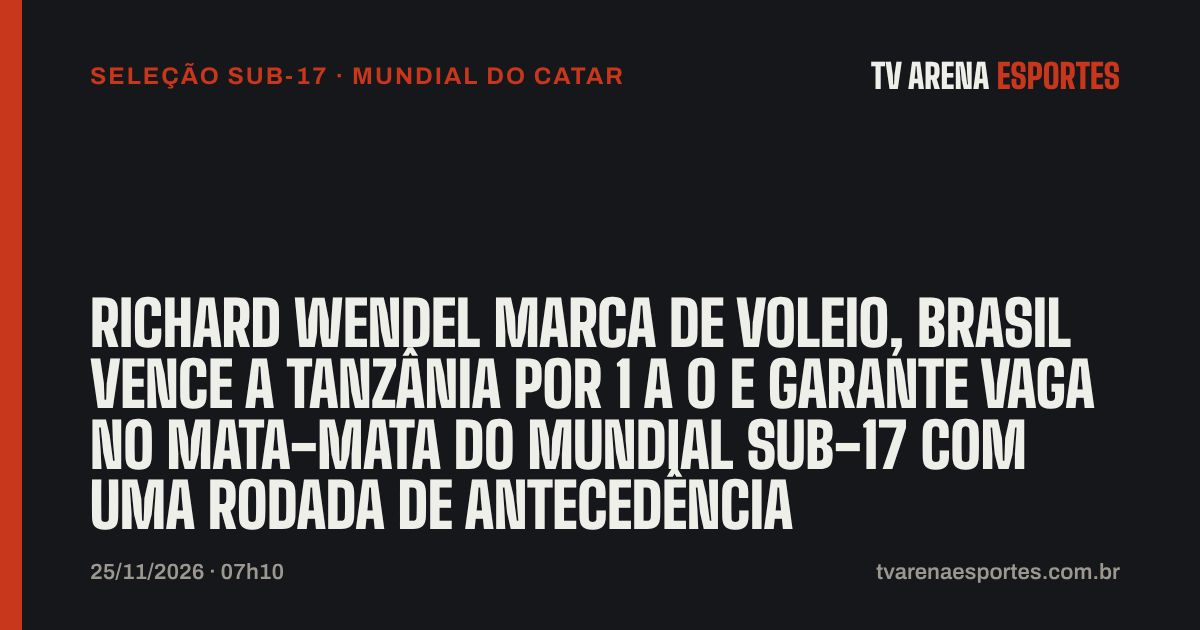 SELEÇÃO SUB-17 · MUNDIAL DO CATAR
TV ARENA ESPORTES
RICHARD WENDEL MARCA DE VOLEIO, BRASIL
VENCE A TANZÂNIA POR 1 A 0 E GARANTE VAGA
NO MATA-MATA DO MUNDIAL SUB-17 COM
UMA RODADA DE ANTECEDÊNCIA
25/11/2026 · 07h10
tvarenaesportes.com.br